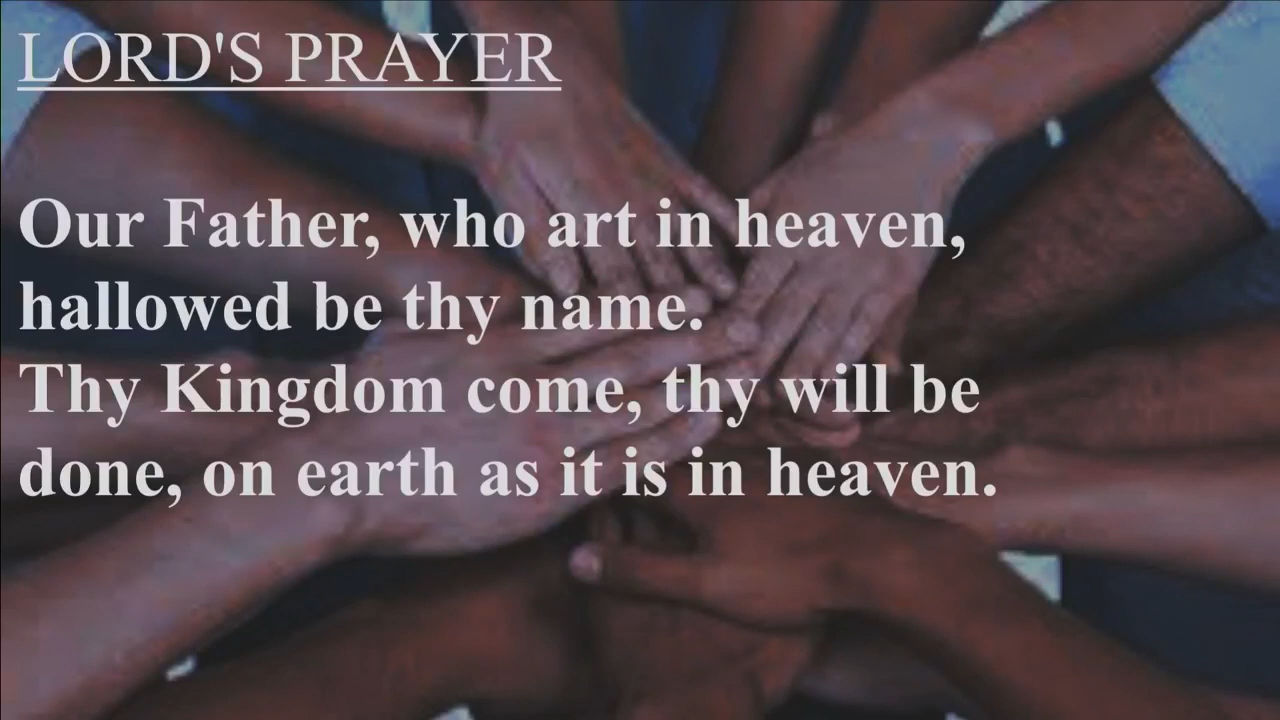 LORD'S PRAYER
Our Father, who art in heaven,
hallowed be thy name.
Thy Kingdom come, thy will be
done, on earth as it is in heaven.